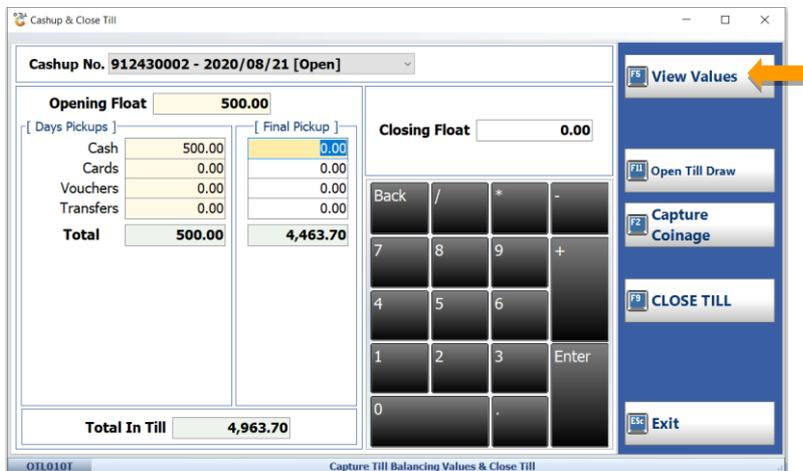 Cashup & Close Till
Cashup No. 912430002 - 2020/08/21 [Open]
F5 View Values
Opening Float 500.00
[ Days Pickups ] [ Final Pickup ]
Closing Float 0.00
Cash 500.00 0.00
Cards 0.00 0.00
Vouchers 0.00 0.00
Transfers 0.00 0.00
Total 500.00 4,463.70
F11 Open Till Draw
F2 Capture
Coinage
F9 CLOSE TILL
Back / * -
7 8 9 +
4 5 6
1 2 3 Enter
0 .
Total In Till 4,963.70
ESC Exit
OTL010T Capture Till Balancing Values & Close Till